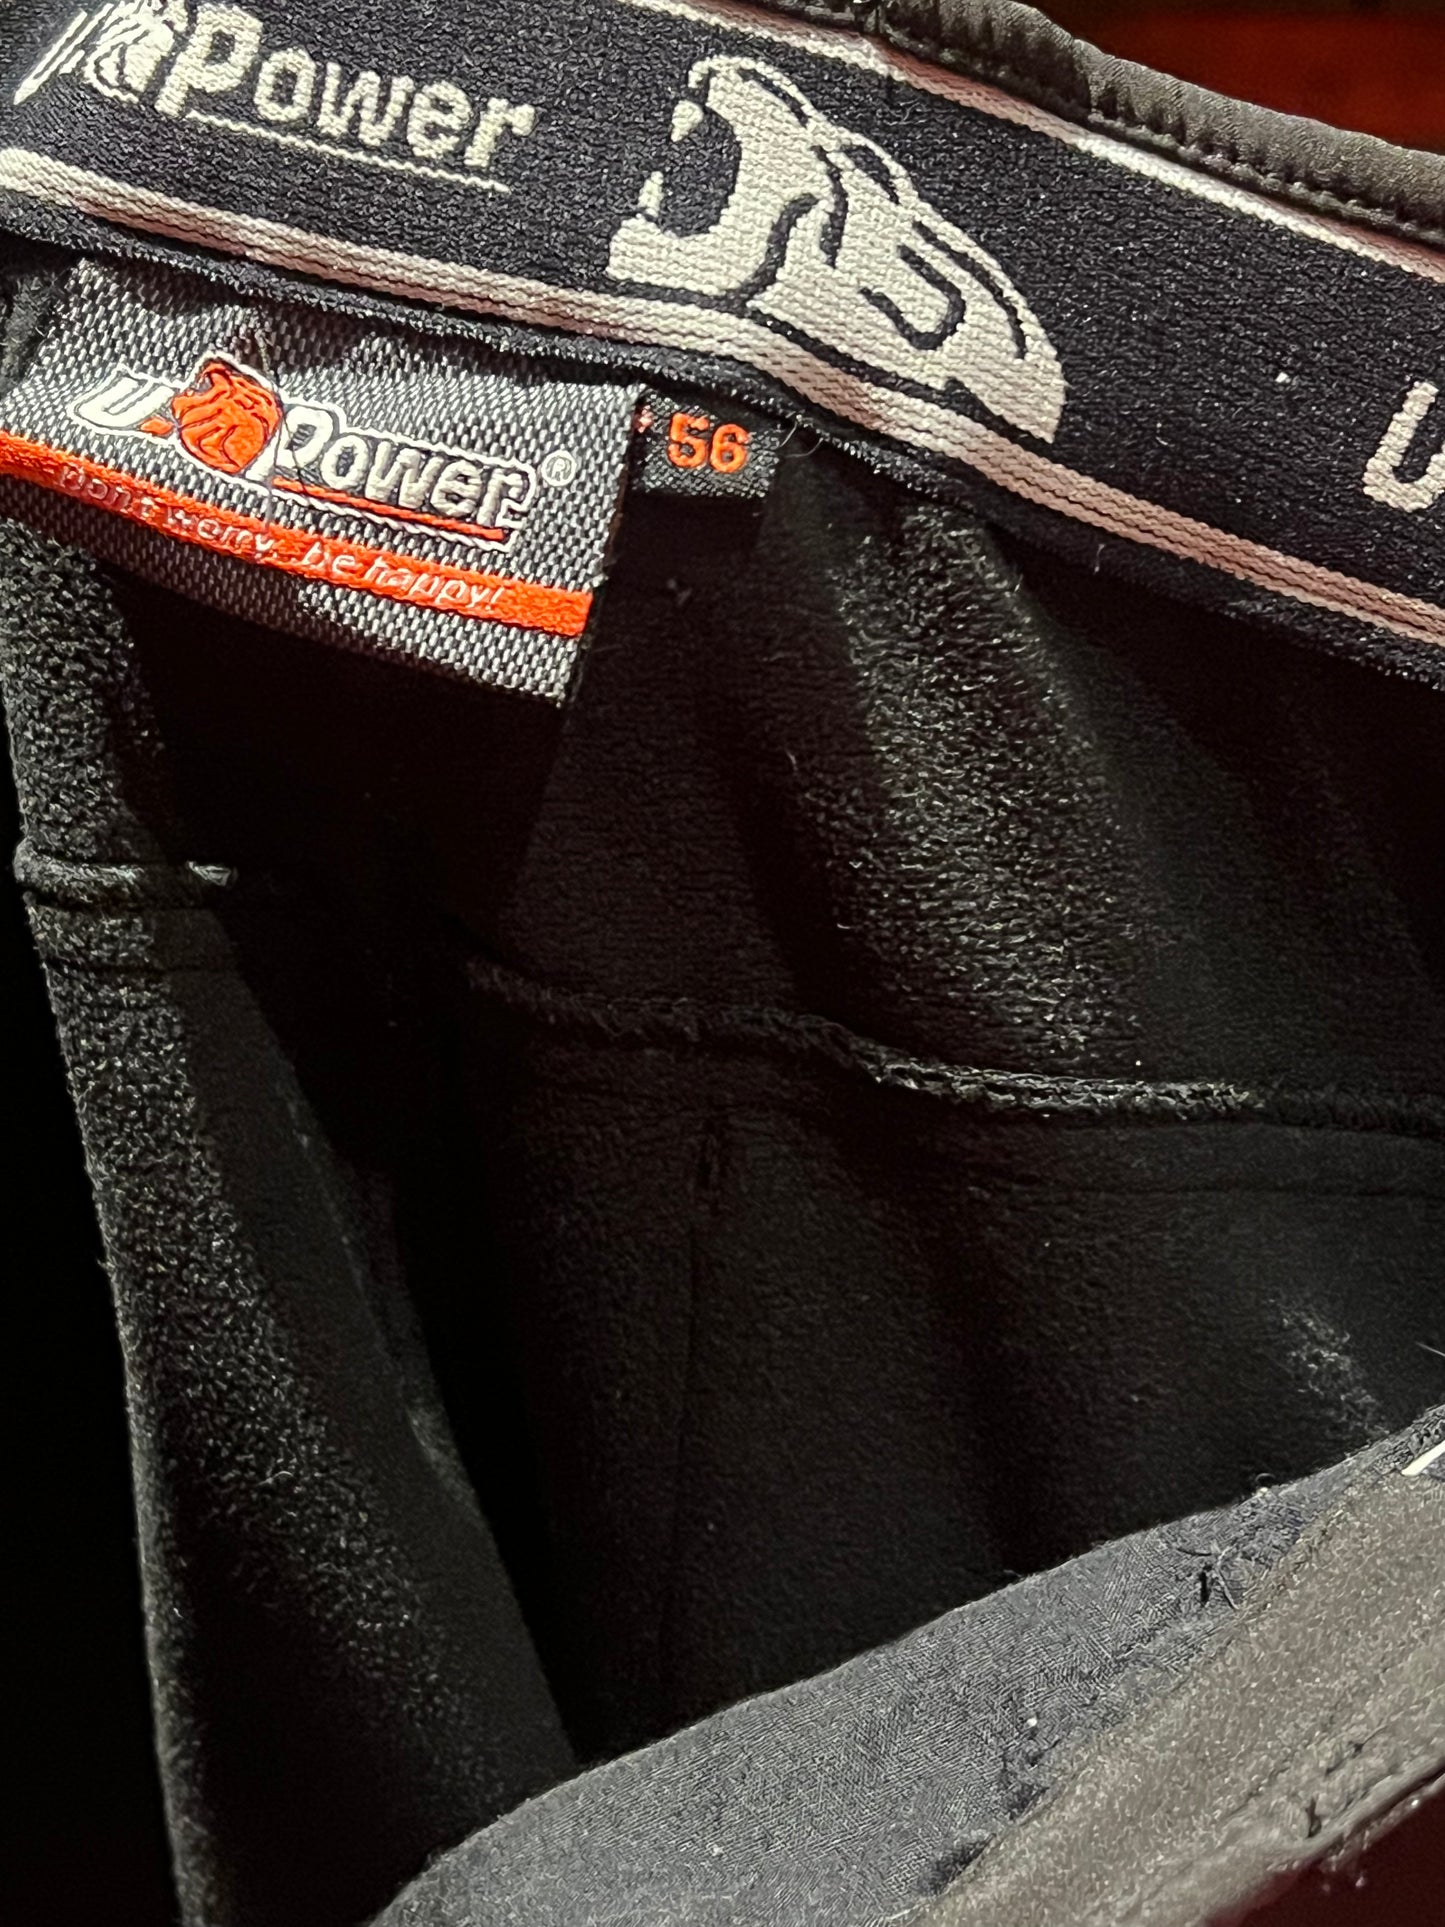 U Power
U
U Power®
56
don't worry... be happy!